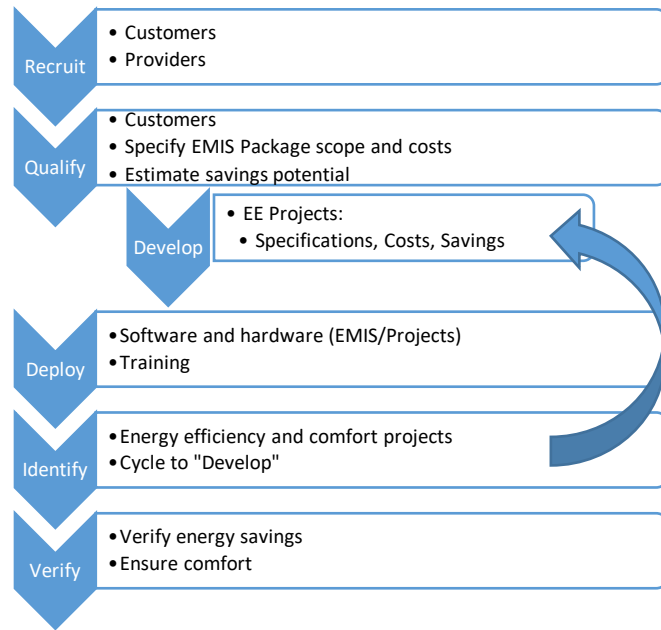 Recruit
• Customers
• Providers
Qualify
• Customers
• Specify EMIS Package scope and costs
• Estimate savings potential
Develop
• EE Projects:
• Specifications, Costs, Savings
Deploy
•Software and hardware (EMIS/Projects)
•Training
Identify
•Energy efficiency and comfort projects
•Cycle to "Develop"
Verify
•Verify energy savings
•Ensure comfort